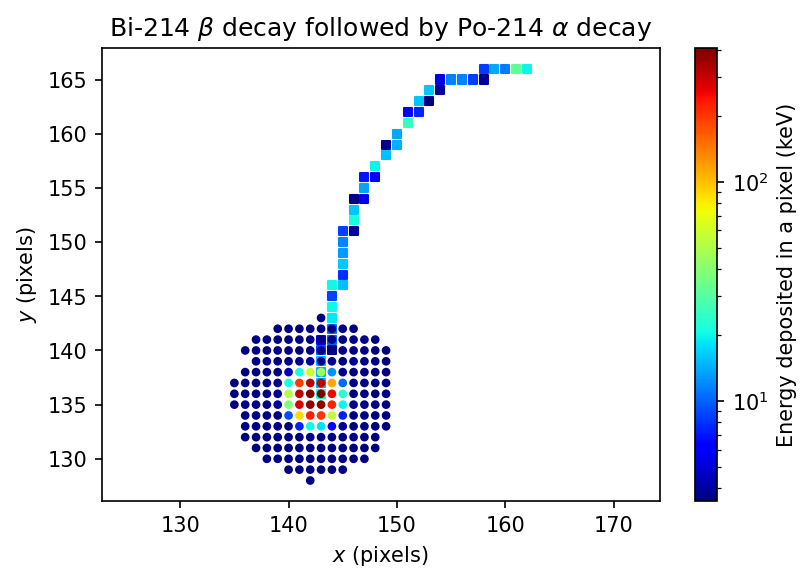 Bi-214 β decay followed by Po-214 α decay
y (pixels)
165
160
155
150
145
140
135
130
130 140 150 160 170
x (pixels)
10²
10¹
Energy deposited in a pixel (keV)